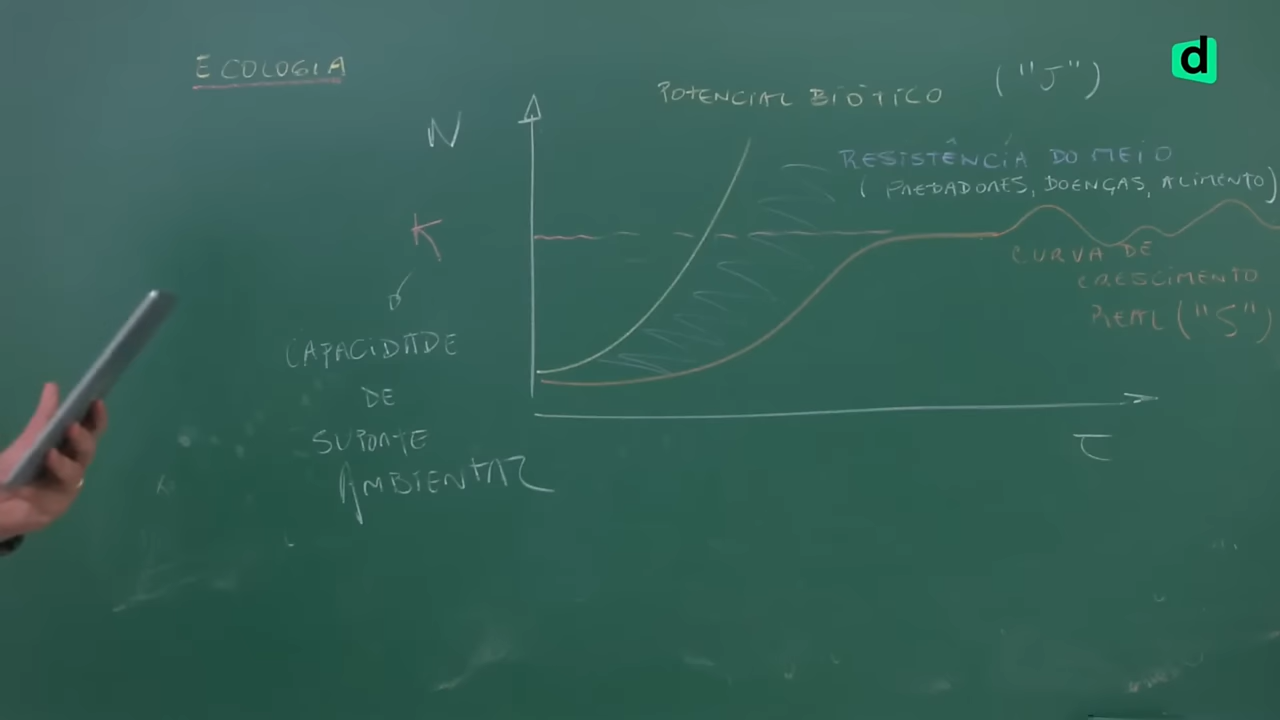 ECOLOGIA
N
POTENCIAL BIÓTICO ("J")
RESISTÊNCIA DO MEIO
(PREDADORES, DOENÇAS, ALIMENTO)
K
CURVA DE
CRESCIMENTO
REAL ("S")
CAPACIDADE
DE
SUPORTE
AMBIENTAL
T
d